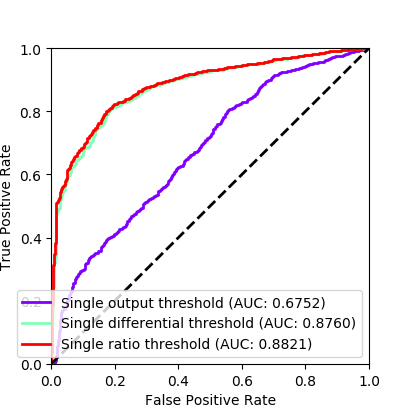 1.0
0.8
0.6
0.4
0.2
0.0
True Positive Rate
Single output threshold (AUC: 0.6752)
Single differential threshold (AUC: 0.8760)
Single ratio threshold (AUC: 0.8821)
0.0 0.2 0.4 0.6 0.8 1.0
False Positive Rate